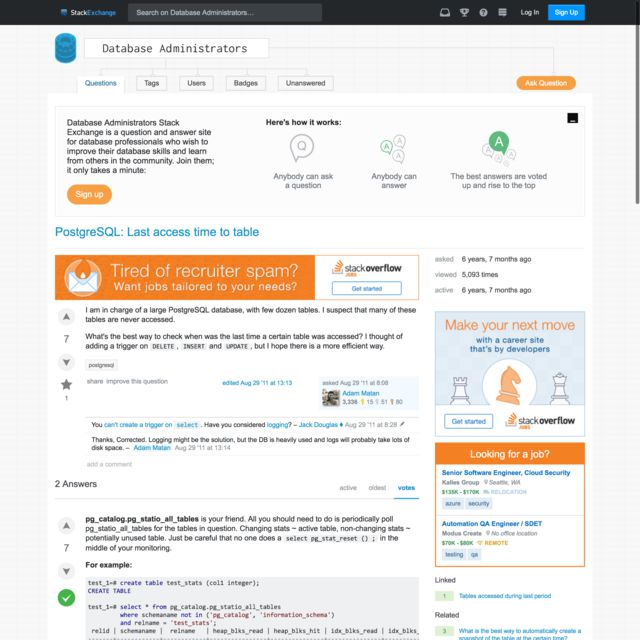 StackExchange
Search on Database Administrators...
Log In
Sign Up
Database Administrators
Questions
Tags
Users
Badges
Unanswered
Ask Question
Database Administrators Stack
Exchange is a question and answer site
for database professionals who wish to
improve their database skills and learn
from others in the community. Join them;
it only takes a minute:
Sign up
Here's how it works:
Anybody can ask
a question
Anybody can
answer
The best answers are voted
up and rise to the top
PostgreSQL: Last access time to table
Tired of recruiter spam?
Want jobs tailored to your needs?
stackoverflow
JOBS
Get started
7
I am in charge of a large PostgreSQL database, with few dozen tables. I suspect that many of these
tables are never accessed.
What's the best way to check when was the last time a certain table was accessed? I thought of
adding a trigger on DELETE , INSERT and UPDATE , but I hope there is a more efficient way.
postgresql
1
share improve this question
edited Aug 29 '11 at 13:13
asked Aug 29 '11 at 8:08
Adam Matan
3,336 15 51 80
You can't create a trigger on select . Have you considered logging? – Jack Douglas ♦ Aug 29 '11 at 8:28
Thanks, Corrected. Logging might be the solution, but the DB is heavily used and logs will probably take lots of
disk space. – Adam Matan Aug 29 '11 at 13:14
add a comment
2 Answers
active
oldest
votes
7
pg_catalog.pg_statio_all_tables is your friend. All you should need to do is periodically poll
pg_statio_all_tables for the tables in question. Changing stats ~ active table, non-changing stats ~
potentially unused table. Just be careful that no one does a select pg_stat_reset () ; in the
middle of your monitoring.
For example:
test_1=# create table test_stats (col1 integer);
CREATE TABLE
test_1=# select * from pg_catalog.pg_statio_all_tables
where schemaname not in ('pg_catalog', 'information_schema')
and relname = 'test_stats';
relid | schemaname | relname | heap_blks_read | heap_blks_hit | idx_blks_read | idx_blks_
asked 6 years, 7 months ago
viewed 5,093 times
active 6 years, 7 months ago
Make your next move
with a career site
that's by developers
Get started
stackoverflow
JOBS
Looking for a job?
Senior Software Engineer, Cloud Security
Kalles Group Seattle, WA
$135K - $170K RELOCATION
azure
security
Automation QA Engineer / SDET
Modus Create No office location
$70K - $80K REMOTE
testing
qa
Linked
1 Tables accessed during last period
Related
3 What is the best way to automatically create a
snapshot of the table at the certain time?